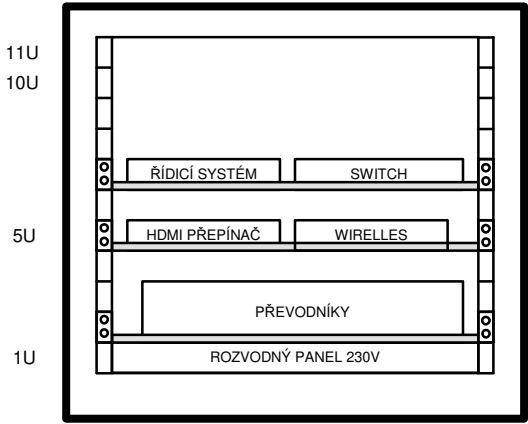 11U
10U
ŘÍDICÍ SYSTÉM SWITCH
5U HDMI PŘEPÍNAČ WIRELLES
PŘEVODNÍKY
1U ROZVODNÝ PANEL 230V